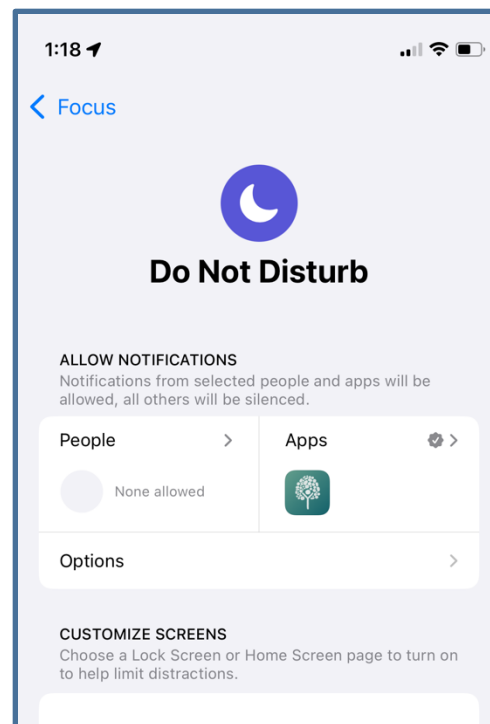 1:18
Focus
Do Not Disturb
ALLOW NOTIFICATIONS
Notifications from selected people and apps will be
allowed, all others will be silenced.
People
Apps
None allowed
Options
CUSTOMIZE SCREENS
Choose a Lock Screen or Home Screen page to turn on
to help limit distractions.